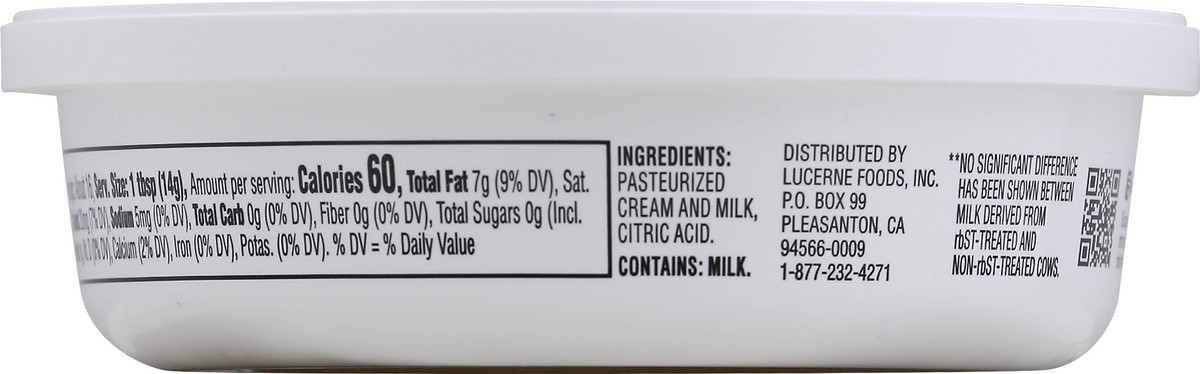 Serv. Size: 1 tbsp (14g), Amount per serving: Calories 60, Total Fat 7g (9% DV), Sat.
DV), Sodium 5mg (0% DV), Total Carb 0g (0% DV), Fiber 0g (0% DV), Total Sugars 0g (Incl.
(0% DV), Calcium (2% DV), Iron (0% DV), Potas. (0% DV). % DV = % Daily Value
INGREDIENTS:
PASTEURIZED
CREAM AND MILK,
CITRIC ACID.
CONTAINS: MILK.
DISTRIBUTED BY
LUCERNE FOODS, INC.
P.O. BOX 99
PLEASANTON, CA
94566-0009
1-877-232-4271
**NO SIGNIFICANT DIFFERENCE
HAS BEEN SHOWN BETWEEN
MILK DERIVED FROM
rbST-TREATED AND
NON-rbST-TREATED COWS.